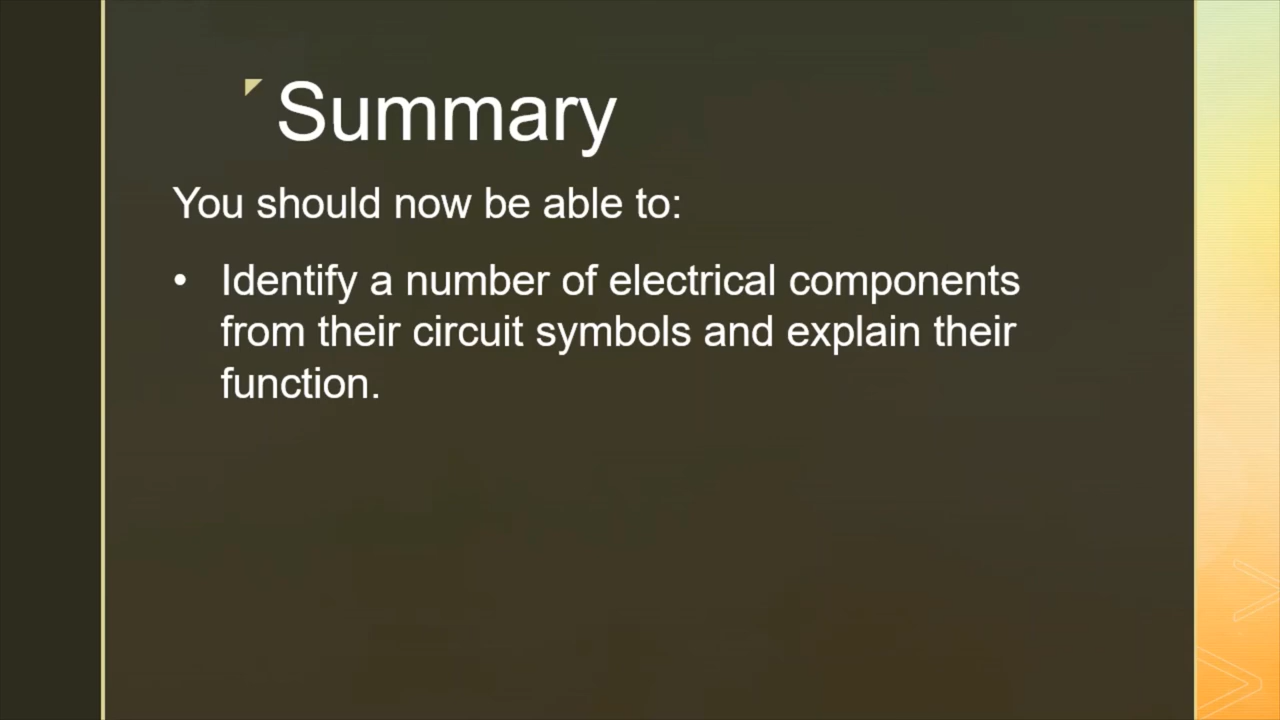 Summary
You should now be able to:
• Identify a number of electrical components
from their circuit symbols and explain their
function.